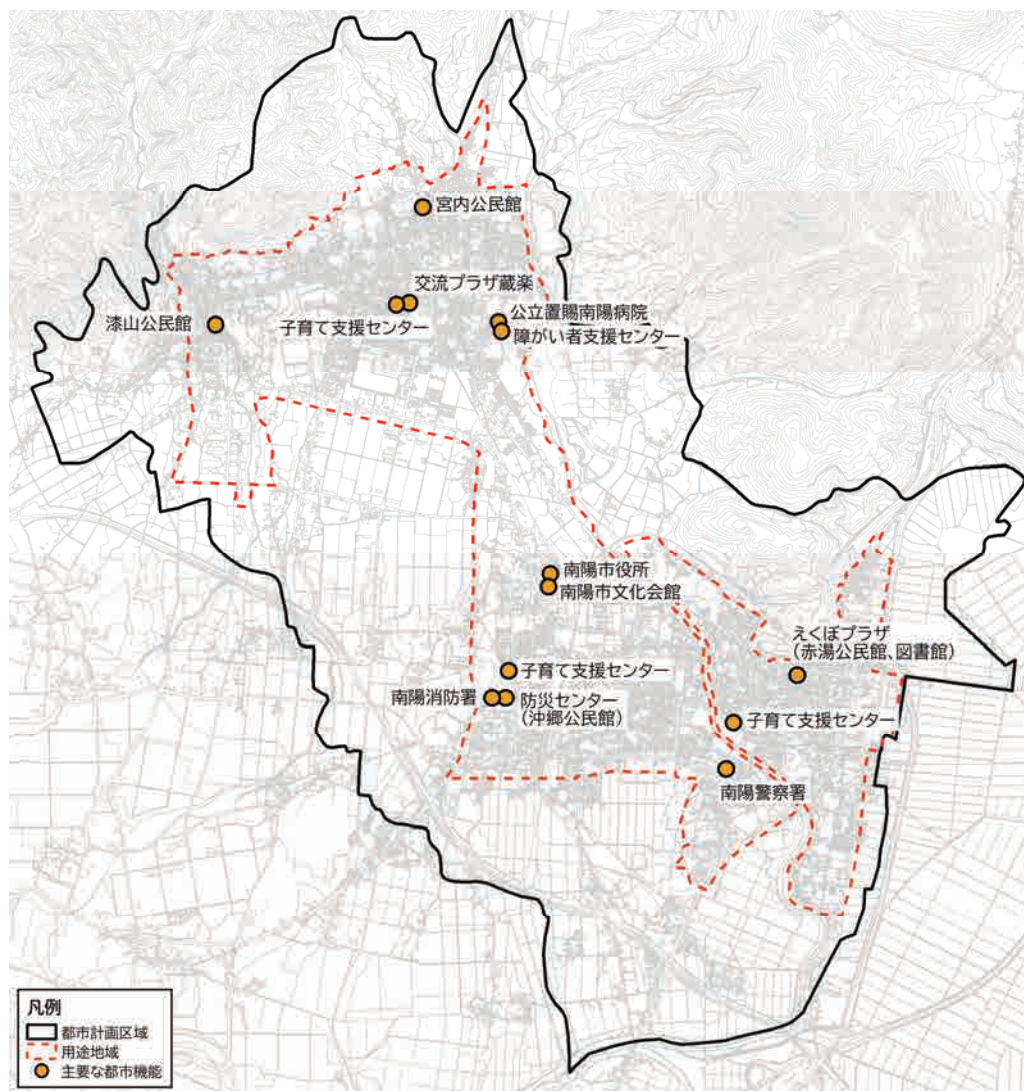 宮内公民館
交流プラザ蔵楽
子育て支援センター
公立置賜南陽病院
障がい者支援センター
漆山公民館
南陽市役所
南陽市文化会館
えくぼプラザ
(赤湯公民館、図書館)
子育て支援センター
南陽消防署
防災センター
(沖郷公民館)
子育て支援センター
南陽警察署
凡例
都市計画区域
用途地域
主要な都市機能